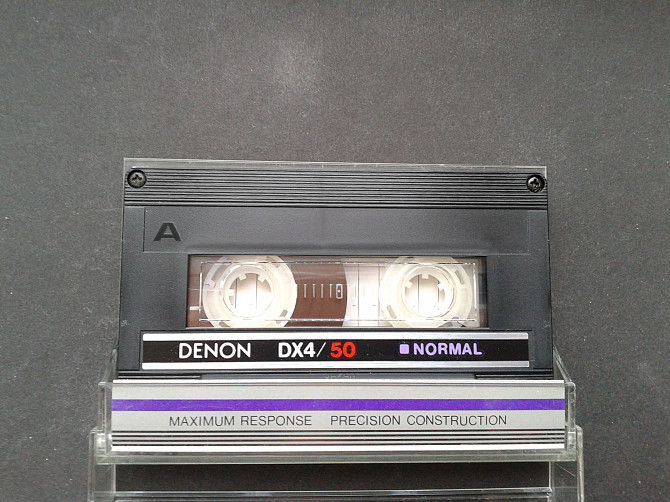 A
DENON DX4/50 NORMAL
MAXIMUM RESPONSE PRECISION CONSTRUCTION